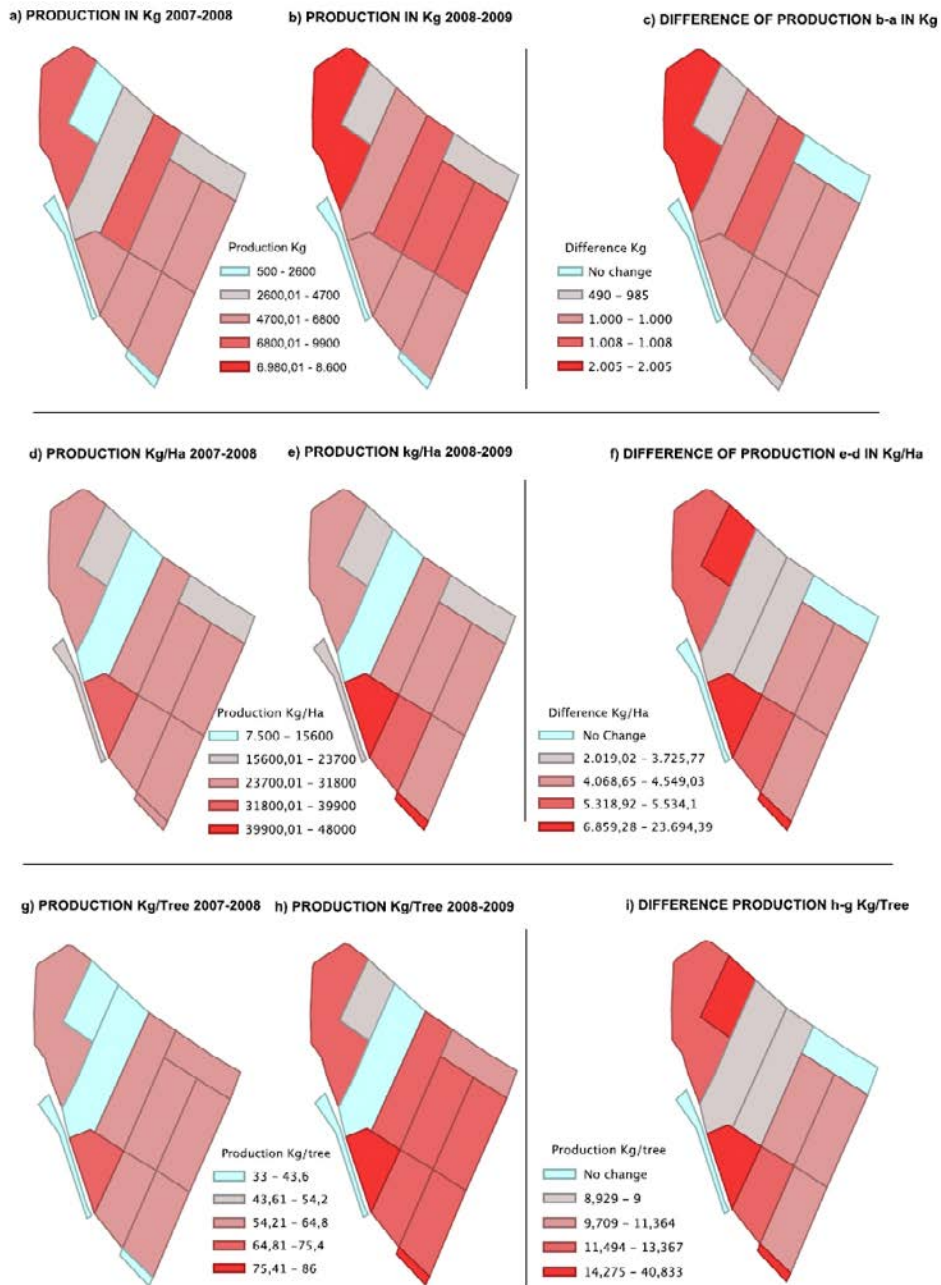 a) PRODUCTION IN Kg 2007-2008
b) PRODUCTION IN Kg 2008-2009
c) DIFFERENCE OF PRODUCTION b-a IN Kg
Production Kg
500 - 2600
2600,01 - 4700
4700,01 - 6800
6800,01 - 9900
6.980,01 - 8.600
Difference Kg
No change
490 – 985
1.000 – 1.000
1.008 – 1.008
2.005 – 2.005
d) PRODUCTION Kg/Ha 2007-2008
e) PRODUCTION kg/Ha 2008-2009
f) DIFFERENCE OF PRODUCTION e-d IN Kg/Ha
Production Kg/Ha
7.500 – 15600
15600,01 – 23700
23700,01 – 31800
31800,01 – 39900
39900,01 – 48000
Difference Kg/Ha
No Change
2.019,02 – 3.725,77
4.068,65 – 4.549,03
5.318,92 – 5.534,1
6.859,28 – 23.694,39
g) PRODUCTION Kg/Tree 2007-2008
h) PRODUCTION Kg/Tree 2008-2009
i) DIFFERENCE PRODUCTION h-g Kg/Tree
Production Kg/tree
33 – 43,6
43,61 – 54,2
54,21 – 64,8
64,81 –75,4
75,41 – 86
Production Kg/tree
No change
8,929 – 9
9,709 – 11,364
11,494 – 13,367
14,275 – 40,833